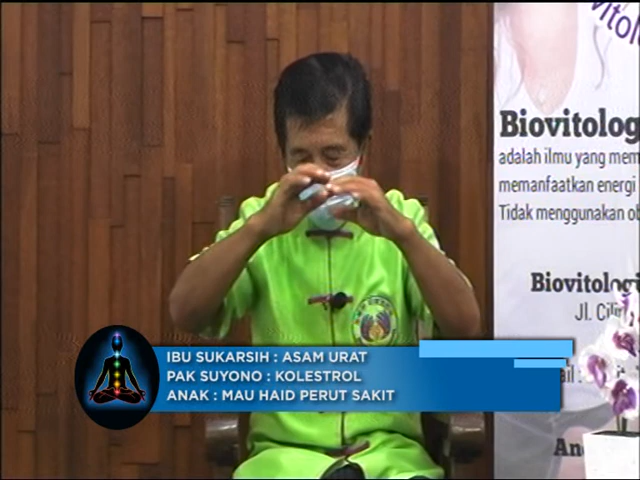 Biovitolog
adalah ilmu yang mem
memanfaatkan energi
Tidak menggunakan ob
Biovitologi
Jl. Cili
IBU SUKARSIH : ASAM URAT
PAK SUYONO : KOLESTROL
ANAK : MAU HAID PERUT SAKIT